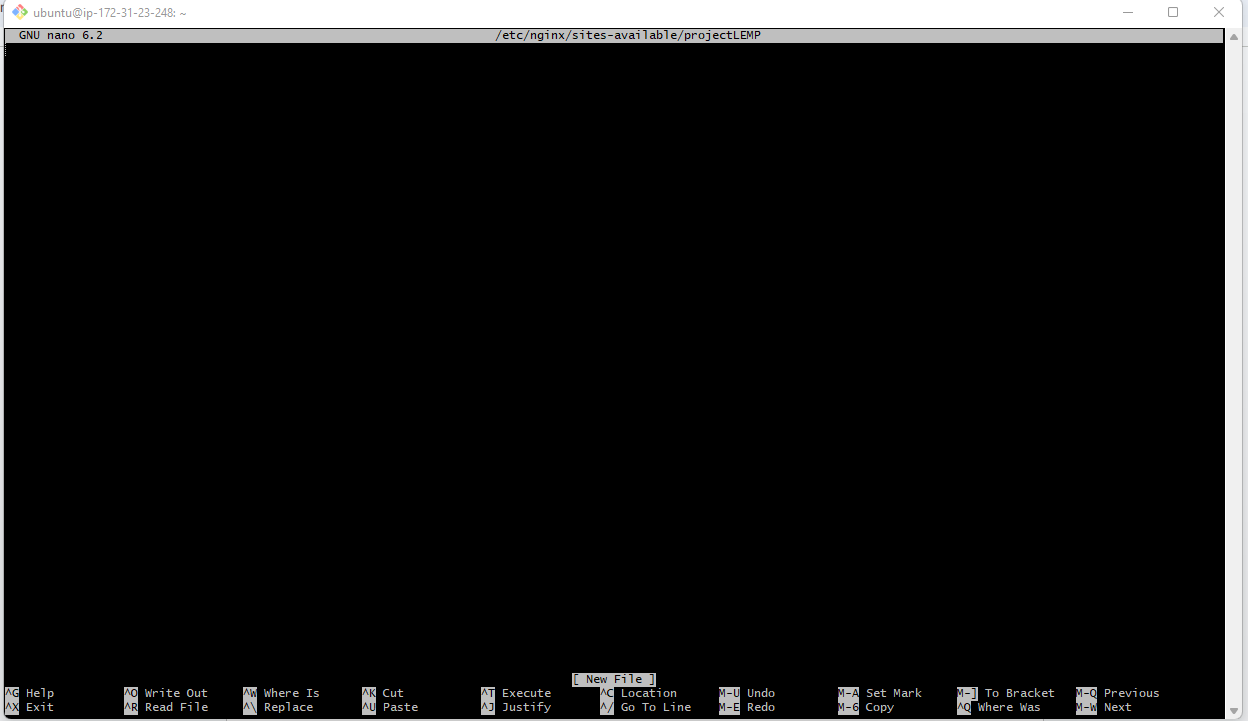 ubuntu@ip-172-31-23-248: ~
GNU nano 6.2 /etc/nginx/sites-available/projectLEMP
[ New File ]
^G Help ^O Write Out ^W Where Is ^K Cut ^T Execute ^C Location M-U Undo M-A Set Mark M-] To Bracket M-Q Previous
^X Exit ^R Read File ^\ Replace ^U Paste ^J Justify ^/ Go To Line M-E Redo M-6 Copy ^Q Where Was M-W Next